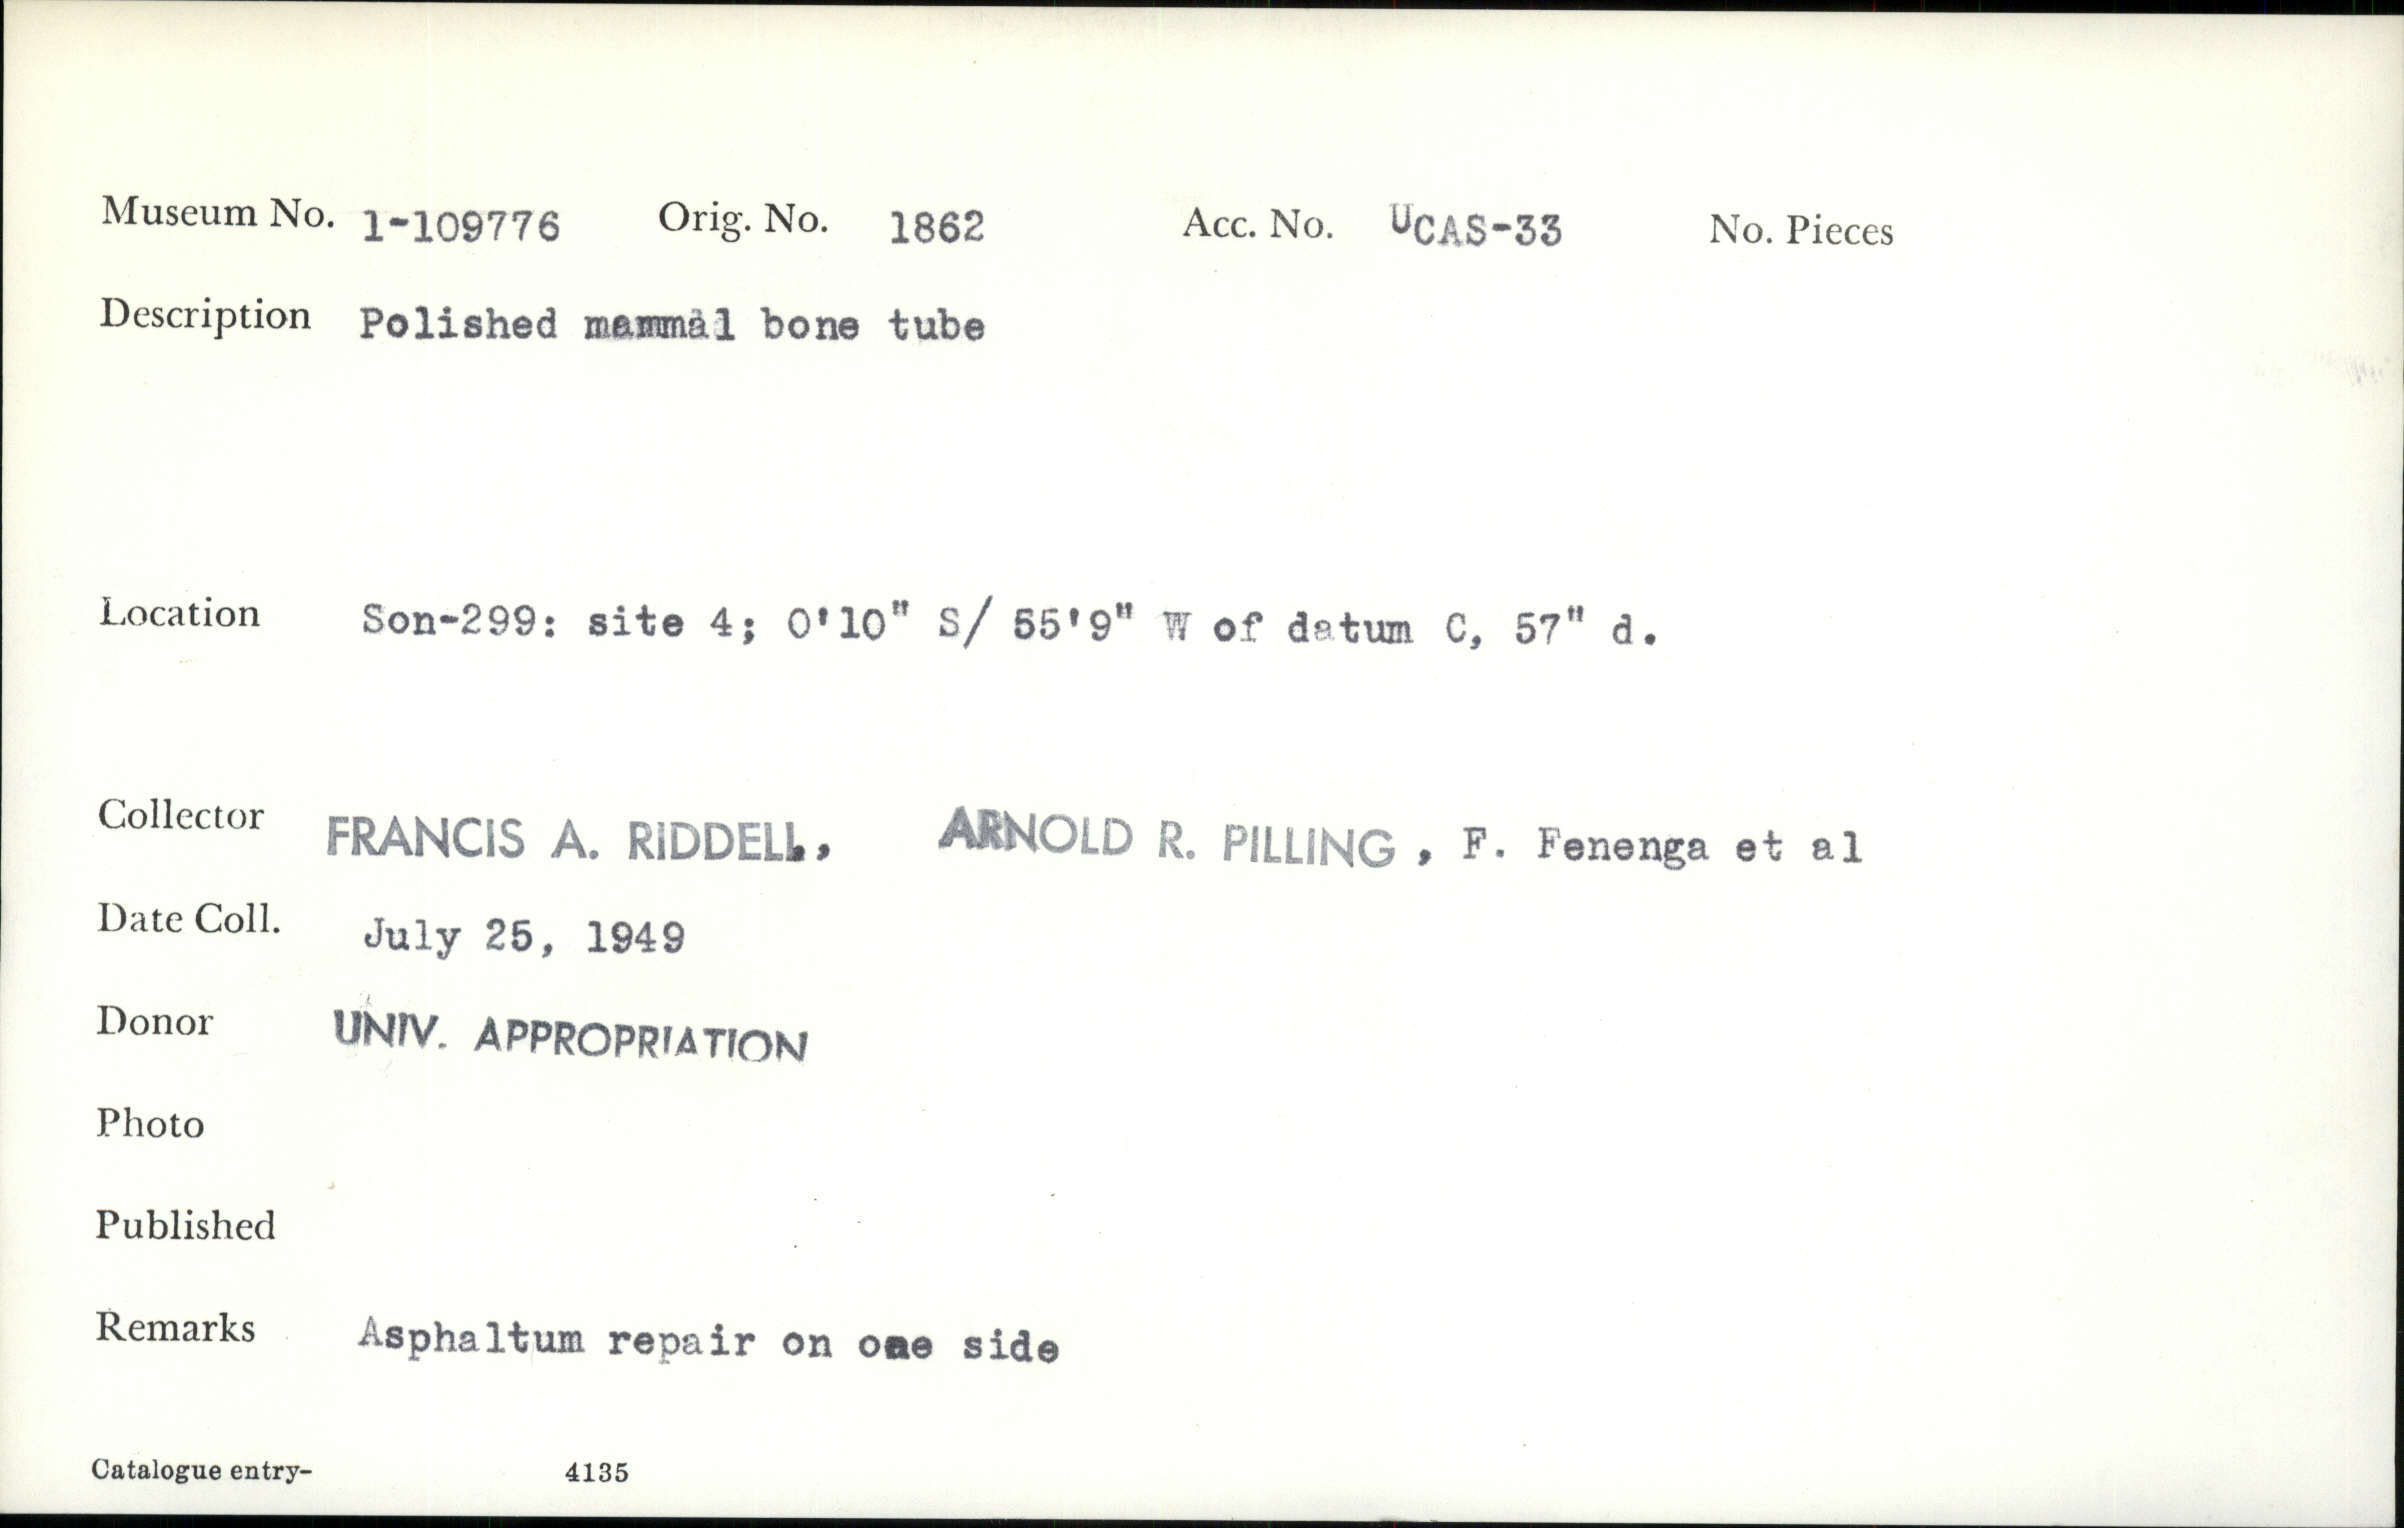 Museum No. 1-109776 Orig. No. 1862 Acc. No. UCAS-33 No. Pieces
Description Polished mammal bone tube
Location Son-299: site 4; 0'10" S/ 55'9" W of datum C, 57" d.
Collector FRANCIS A. RIDDELL, ARNOLD R. PILLING, F. Fenenga et al
Date Coll. July 25, 1949
Donor UNIV. APPROPRIATION
Photo
Published
Remarks Asphaltum repair on one side
Catalogue entry- 4135